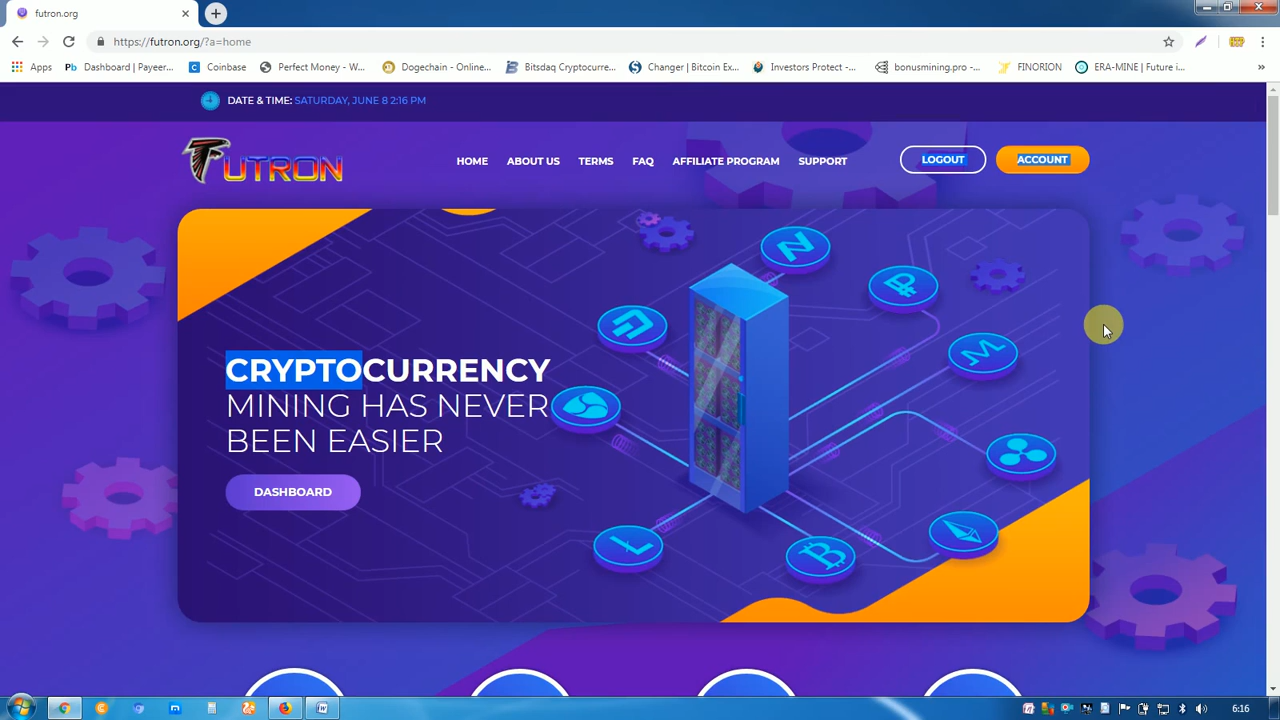 futron.org
https://futron.org/?a=home
Apps
Dashboard | Payeer...
Coinbase
Perfect Money - W...
Dogechain - Online...
Bitsdaq Cryptocurre...
Changer | Bitcoin Ex...
Investors Protect -...
bonusmining.pro -...
FINORION
ERA-MINE | Future i...
DATE & TIME: SATURDAY, JUNE 8 2:16 PM
FUTRON
HOME
ABOUT US
TERMS
FAQ
AFFILIATE PROGRAM
SUPPORT
LOGOUT
ACCOUNT
CRYPTOCURRENCY
MINING HAS NEVER
BEEN EASIER
DASHBOARD
6:16